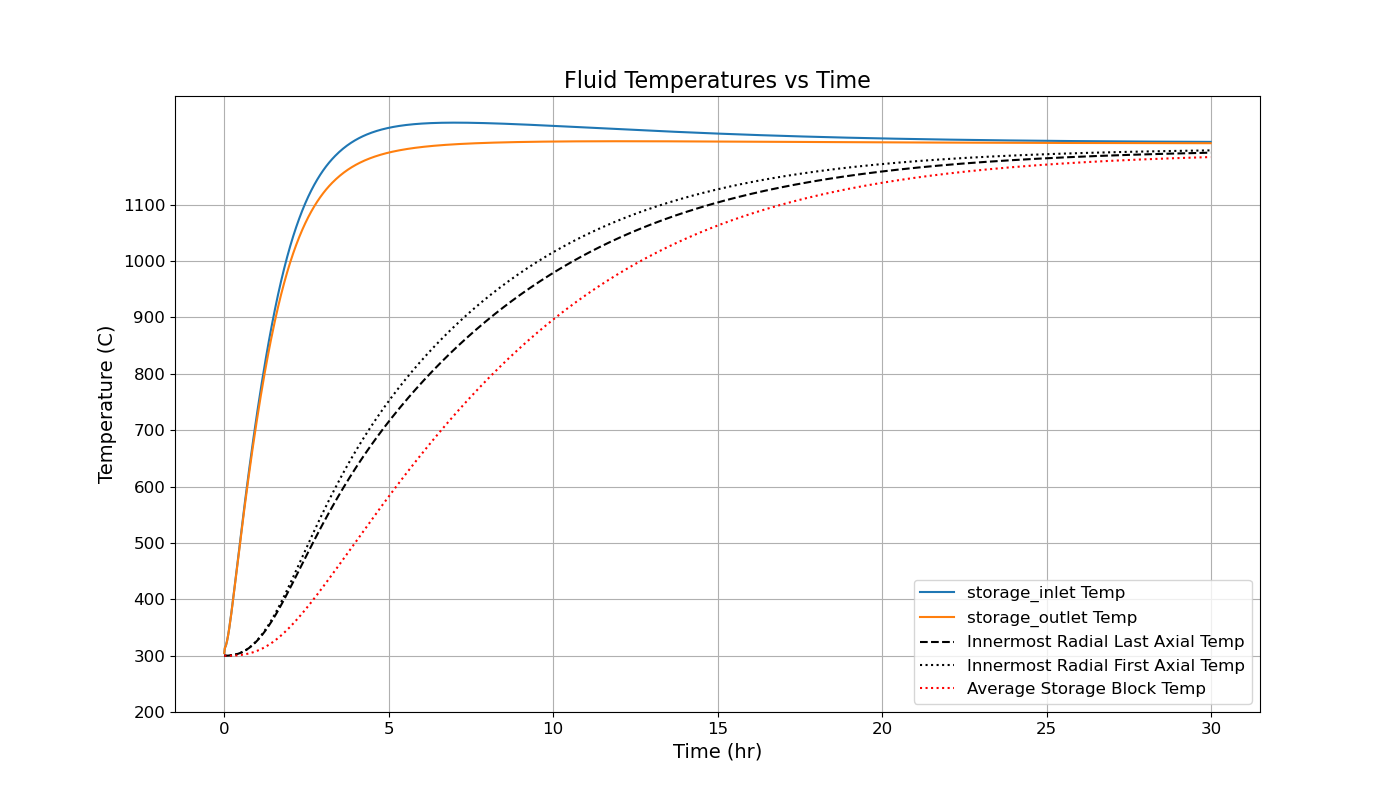 Fluid Temperatures vs Time
Temperature (C)
1100
1000
900
800
700
600
500
400
300
200
storage_inlet Temp
storage_outlet Temp
Innermost Radial Last Axial Temp
Innermost Radial First Axial Temp
Average Storage Block Temp
0 5 10 15 20 25 30
Time (hr)